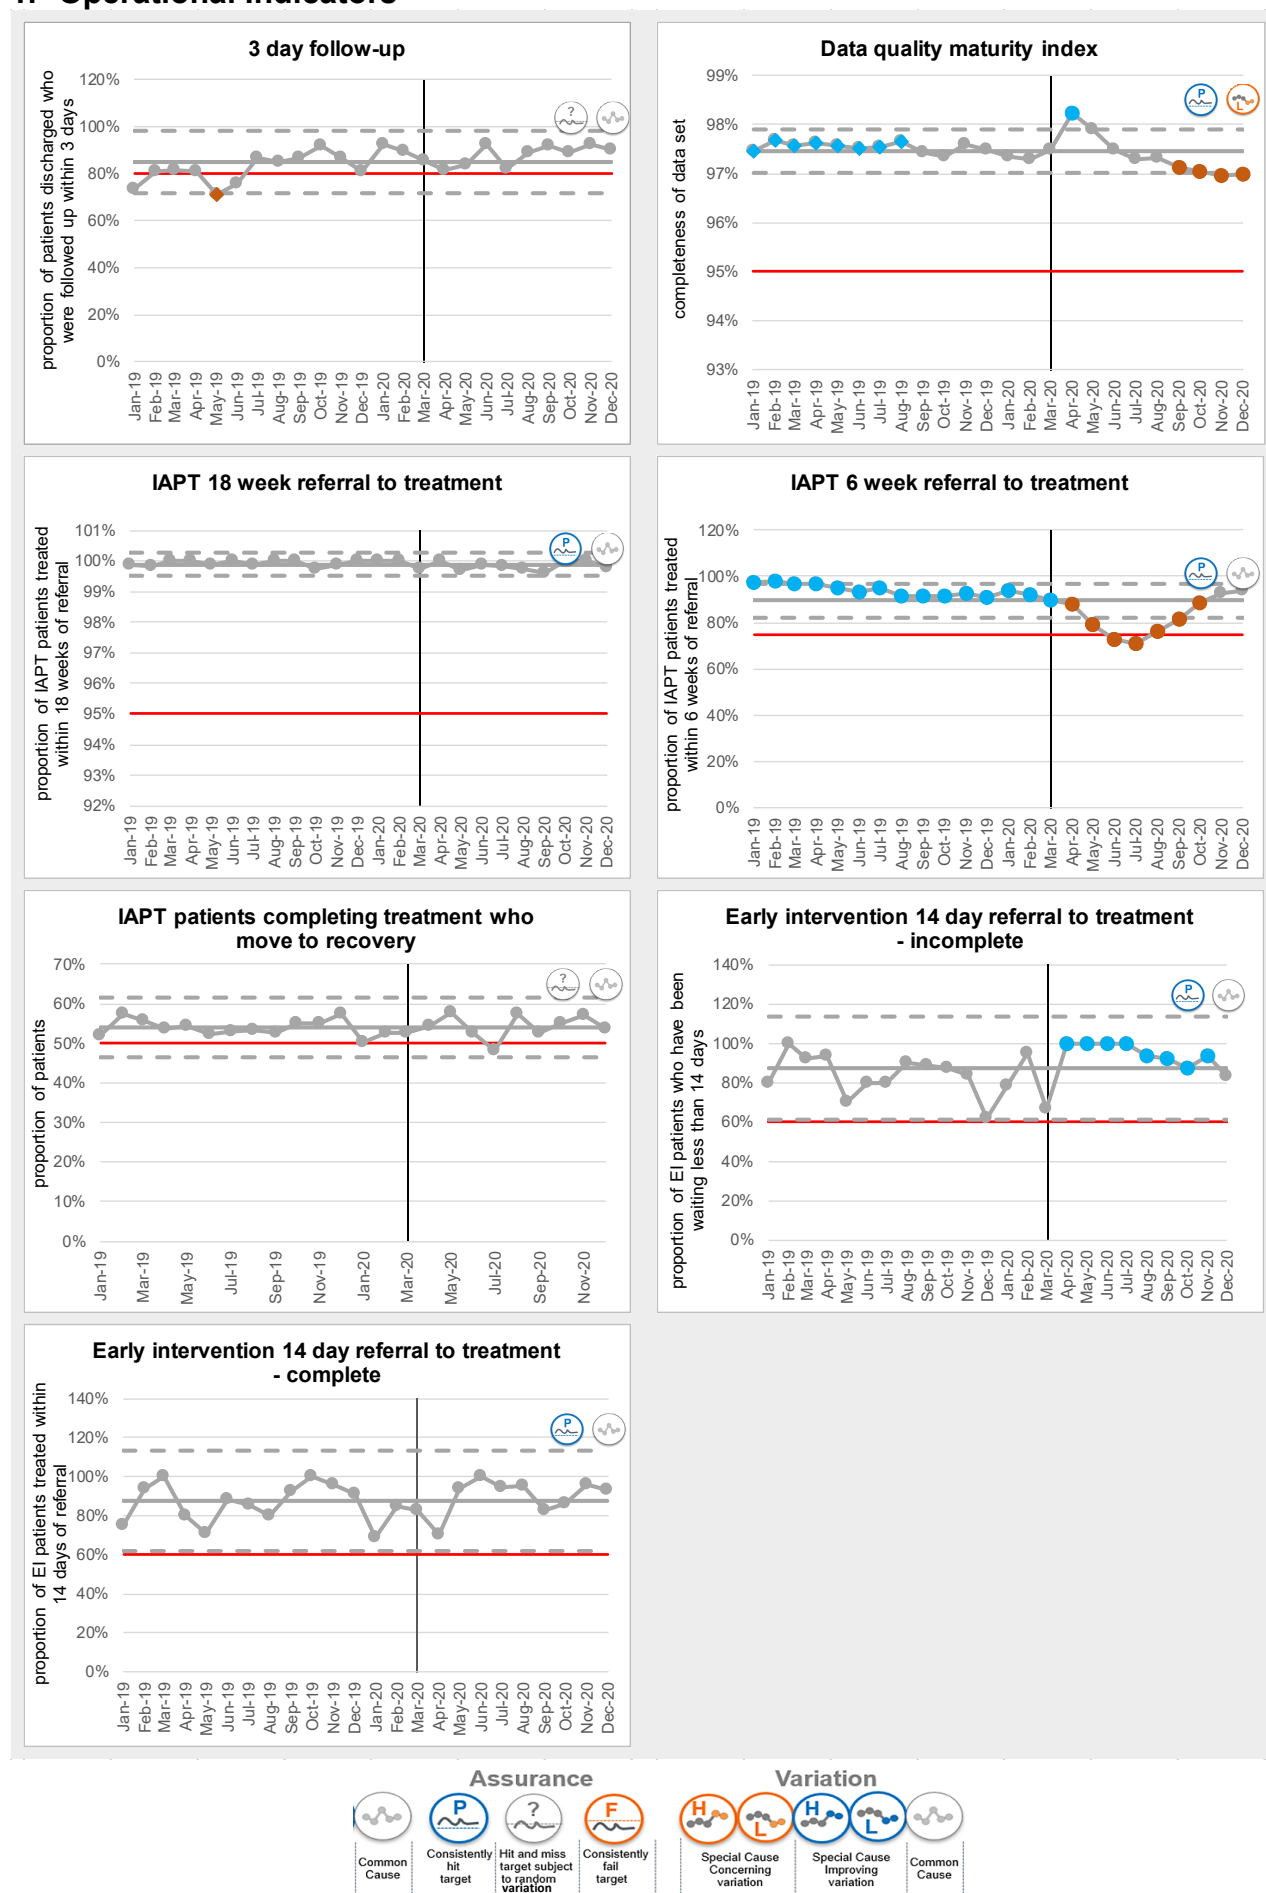 Operational Indicators
3 day follow-up
proportion of patients discharged who
were followed up within 3 days
120%
100%
80%
60%
40%
20%
0%
?
Jan-19
Feb-19
Mar-19
Apr-19
May-19
Jun-19
Jul-19
Aug-19
Sep-19
Oct-19
Nov-19
Dec-19
Jan-20
Feb-20
Mar-20
Apr-20
May-20
Jun-20
Jul-20
Aug-20
Sep-20
Oct-20
Nov-20
Dec-20
Data quality maturity index
completeness of data set
99%
98%
97%
96%
95%
94%
93%
P
L
Jan-19
Feb-19
Mar-19
Apr-19
May-19
Jun-19
Jul-19
Aug-19
Sep-19
Oct-19
Nov-19
Dec-19
Jan-20
Feb-20
Mar-20
Apr-20
May-20
Jun-20
Jul-20
Aug-20
Sep-20
Oct-20
Nov-20
Dec-20
IAPT 18 week referral to treatment
proportion of IAPT patients treated
within 18 weeks of referral
101%
100%
99%
98%
97%
96%
95%
94%
93%
92%
P
Jan-19
Feb-19
Mar-19
Apr-19
May-19
Jun-19
Jul-19
Aug-19
Sep-19
Oct-19
Nov-19
Dec-19
Jan-20
Feb-20
Mar-20
Apr-20
May-20
Jun-20
Jul-20
Aug-20
Sep-20
Oct-20
Nov-20
Dec-20
IAPT 6 week referral to treatment
proportion of IAPT patients treated
within 6 weeks of referral
120%
100%
80%
60%
40%
20%
0%
P
Jan-19
Feb-19
Mar-19
Apr-19
May-19
Jun-19
Jul-19
Aug-19
Sep-19
Oct-19
Nov-19
Dec-19
Jan-20
Feb-20
Mar-20
Apr-20
May-20
Jun-20
Jul-20
Aug-20
Sep-20
Oct-20
Nov-20
Dec-20
IAPT patients completing treatment who
move to recovery
proportion of patients
70%
60%
50%
40%
30%
20%
10%
0%
?
Jan-19
Mar-19
May-19
Jul-19
Sep-19
Nov-19
Jan-20
Mar-20
May-20
Jul-20
Sep-20
Nov-20
Early intervention 14 day referral to treatment
- incomplete
proportion of EI patients who have been
waiting less than 14 days
140%
120%
100%
80%
60%
40%
20%
0%
P
Jan-19
Feb-19
Mar-19
Apr-19
May-19
Jun-19
Jul-19
Aug-19
Sep-19
Oct-19
Nov-19
Dec-19
Jan-20
Feb-20
Mar-20
Apr-20
May-20
Jun-20
Jul-20
Aug-20
Sep-20
Oct-20
Nov-20
Dec-20
Early intervention 14 day referral to treatment
- complete
proportion of EI patients treated within
14 days of referral
140%
120%
100%
80%
60%
40%
20%
0%
P
Jan-19
Feb-19
Mar-19
Apr-19
May-19
Jun-19
Jul-19
Aug-19
Sep-19
Oct-19
Nov-19
Dec-19
Jan-20
Feb-20
Mar-20
Apr-20
May-20
Jun-20
Jul-20
Aug-20
Sep-20
Oct-20
Nov-20
Dec-20
Assurance
Variation
P
?
F
H
L
H
L
Common
Cause
Consistently
hit
target
Hit and miss
target subject
to random
variation
Consistently
fail
target
Special Cause
Concerning
variation
Special Cause
Improving
variation
Common
Cause